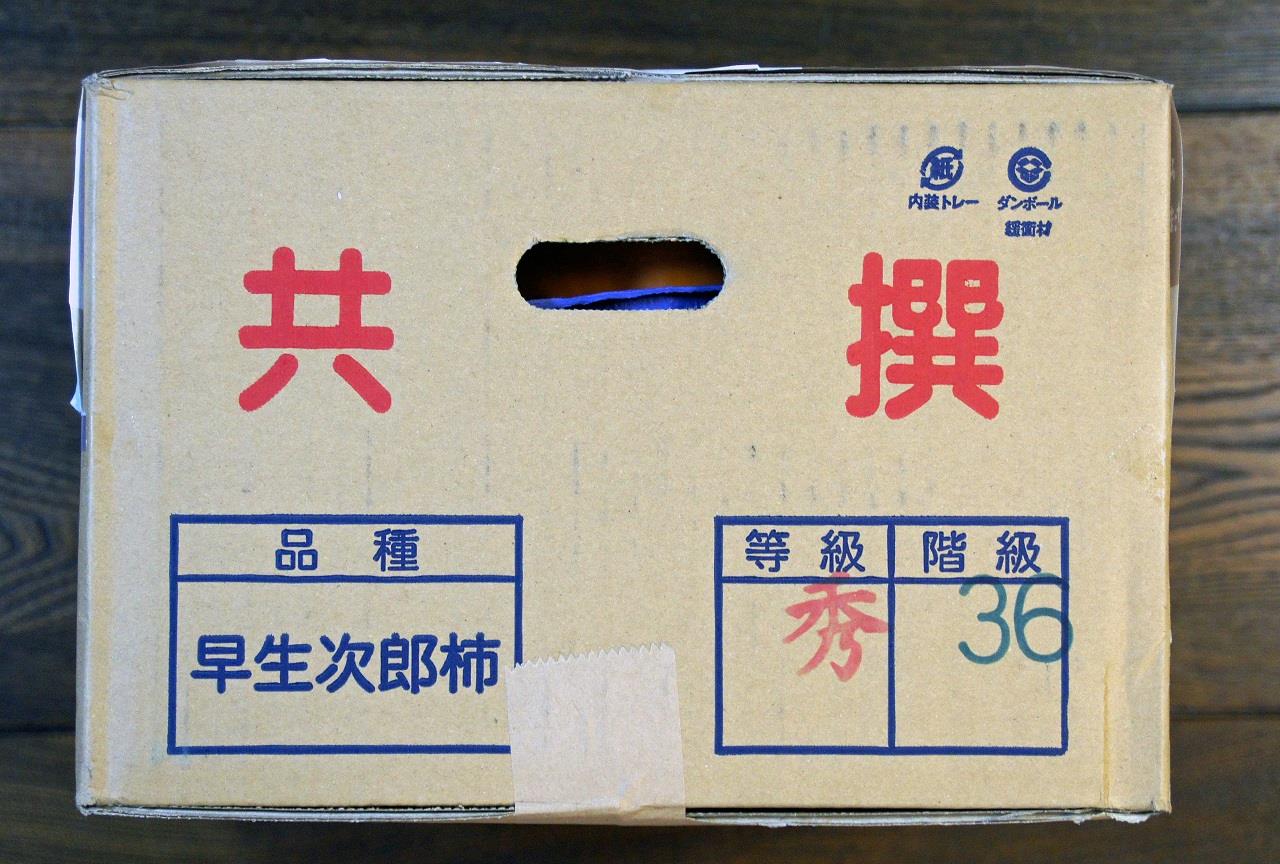 紙
内装トレー ダンボール
緩衝材
共 撰
品種
早生次郎柿
等級 階級
秀 36